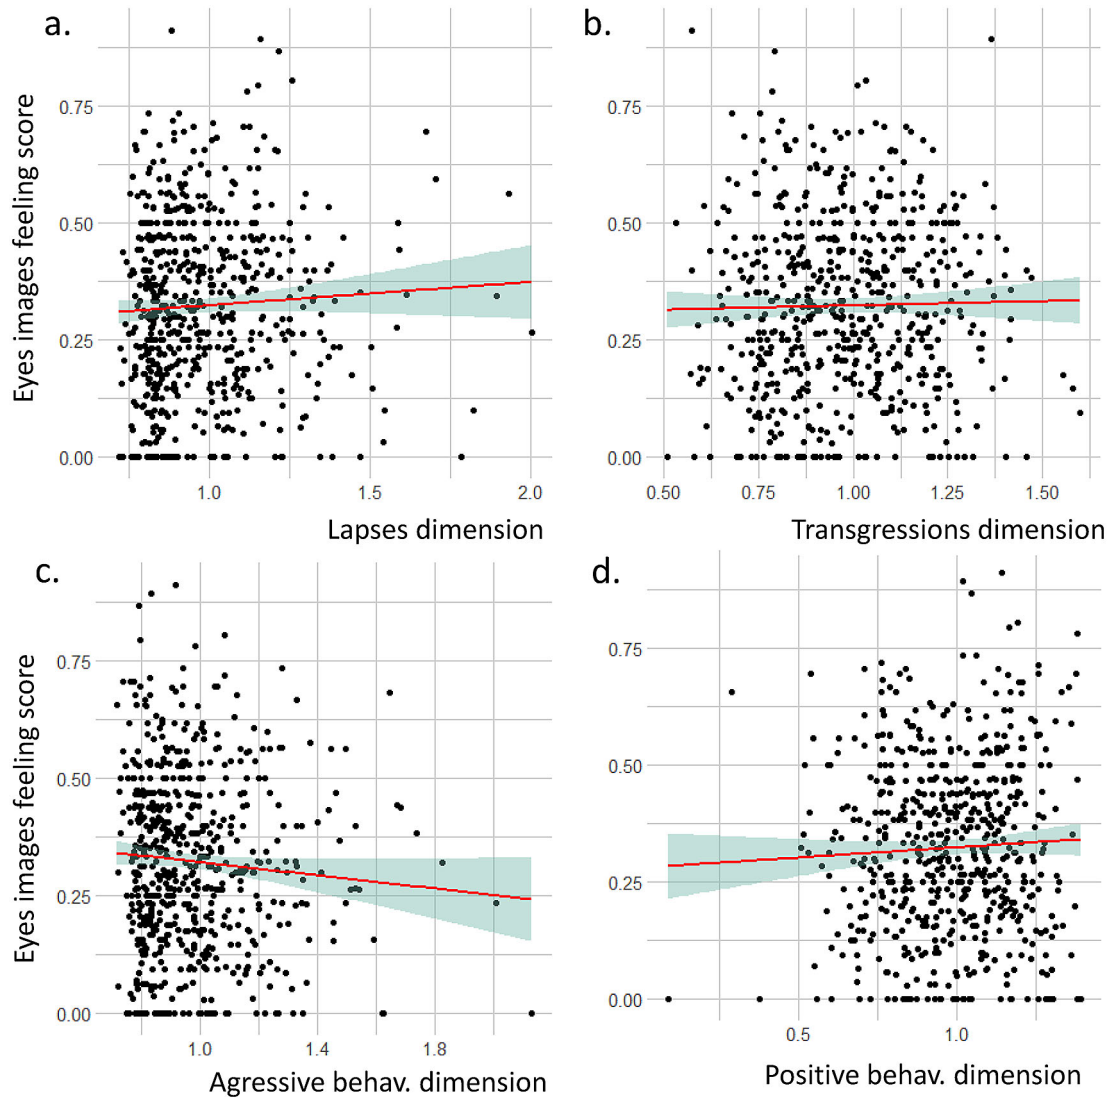 a.
Eyes images feeling score
0.75
0.50
0.25
0.00
1.0 1.5 2.0
Lapses dimension
b.
0.75
0.50
0.25
0.00
0.50 0.75 1.00 1.25 1.50
Transgressions dimension
c.
Eyes images feeling score
0.75
0.50
0.25
0.00
1.0 1.4 1.8
Agressive behav. dimension
d.
0.75
0.50
0.25
0.00
0.5 1.0
Positive behav. dimension